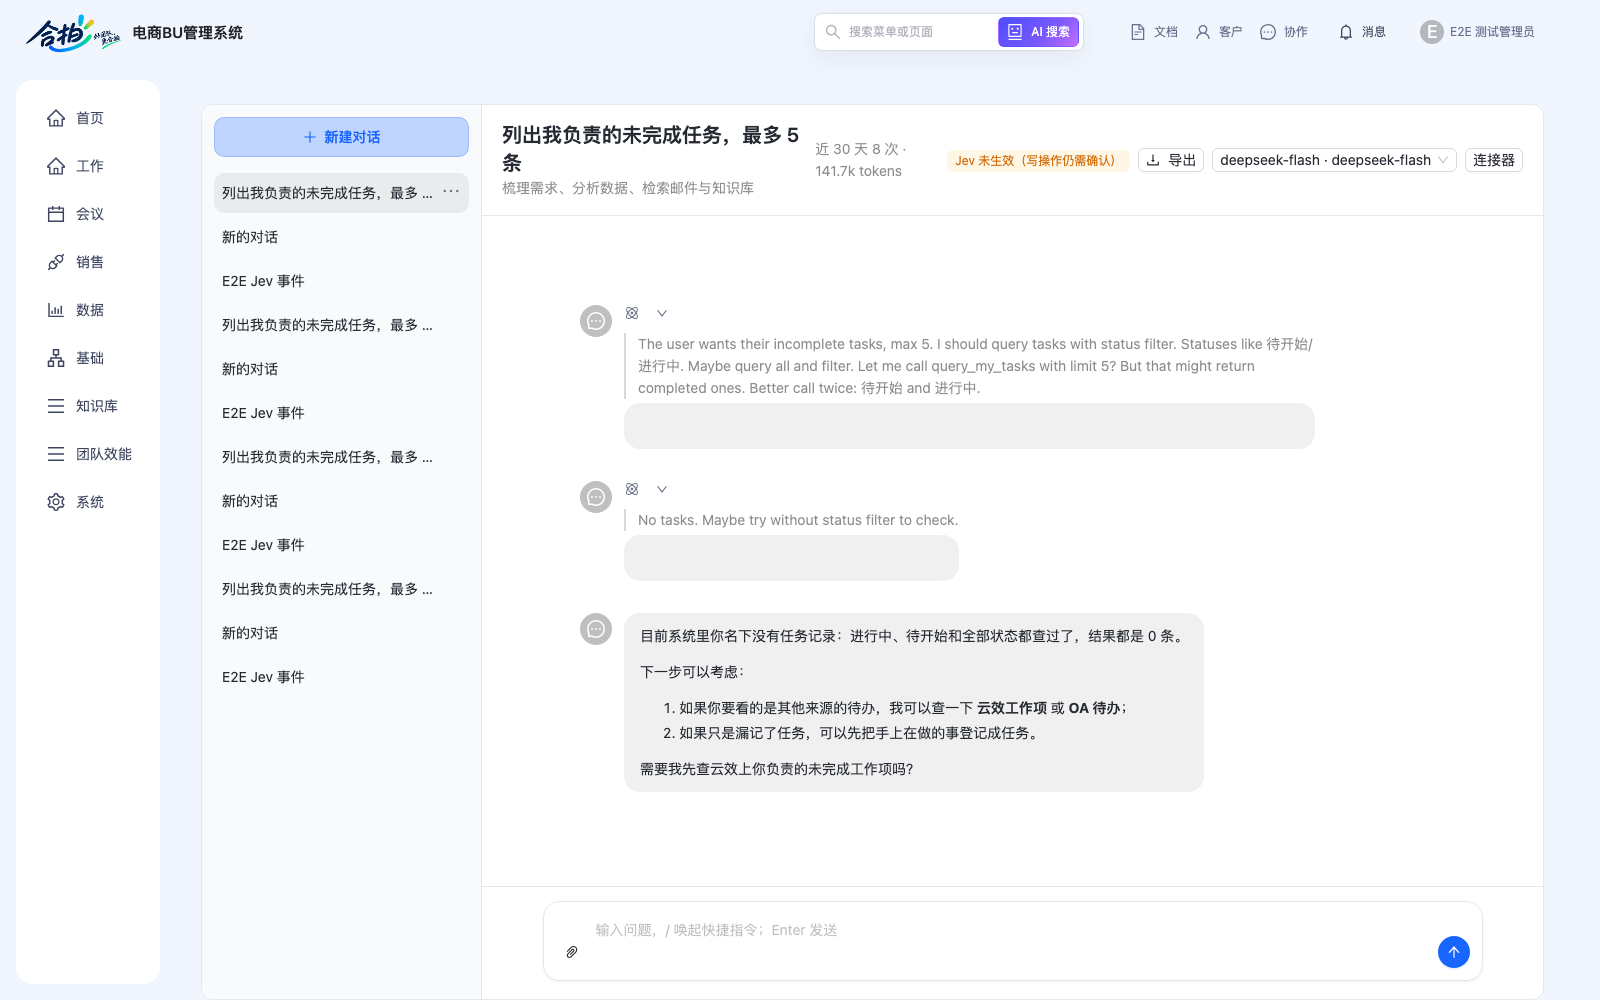 合拍
电商BU管理系统
搜索菜单或页面
AI 搜索
文档
客户
协作
消息
E
E2E 测试管理员
首页
工作
会议
销售
数据
基础
知识库
团队效能
系统
新建对话
列出我负责的未完成任务，最多 ...
新的对话
E2E Jev 事件
列出我负责的未完成任务，最多 ...
新的对话
E2E Jev 事件
列出我负责的未完成任务，最多 ...
新的对话
E2E Jev 事件
列出我负责的未完成任务，最多 ...
新的对话
E2E Jev 事件
列出我负责的未完成任务，最多 5
条
梳理需求、分析数据、检索邮件与知识库
近 30 天 8 次 ·
141.7k tokens
Jev 未生效（写操作仍需确认）
导出
deepseek-flash · deepseek-flash
连接器
The user wants their incomplete tasks, max 5. I should query tasks with status filter. Statuses like 待开始/
进行中. Maybe query all and filter. Let me call query_my_tasks with limit 5? But that might return
completed ones. Better call twice: 待开始 and 进行中.
No tasks. Maybe try without status filter to check.
目前系统里你名下没有任务记录：进行中、待开始和全部状态都查过了，结果都是 0 条。
下一步可以考虑：
1. 如果你要看的是其他来源的待办，我可以查一下 云效工作项 或 OA 待办；
2. 如果只是漏记了任务，可以先把手上在做的事登记成任务。
需要我先查云效上你负责的未完成工作项吗?
输入问题，/ 唤起快捷指令；Enter 发送